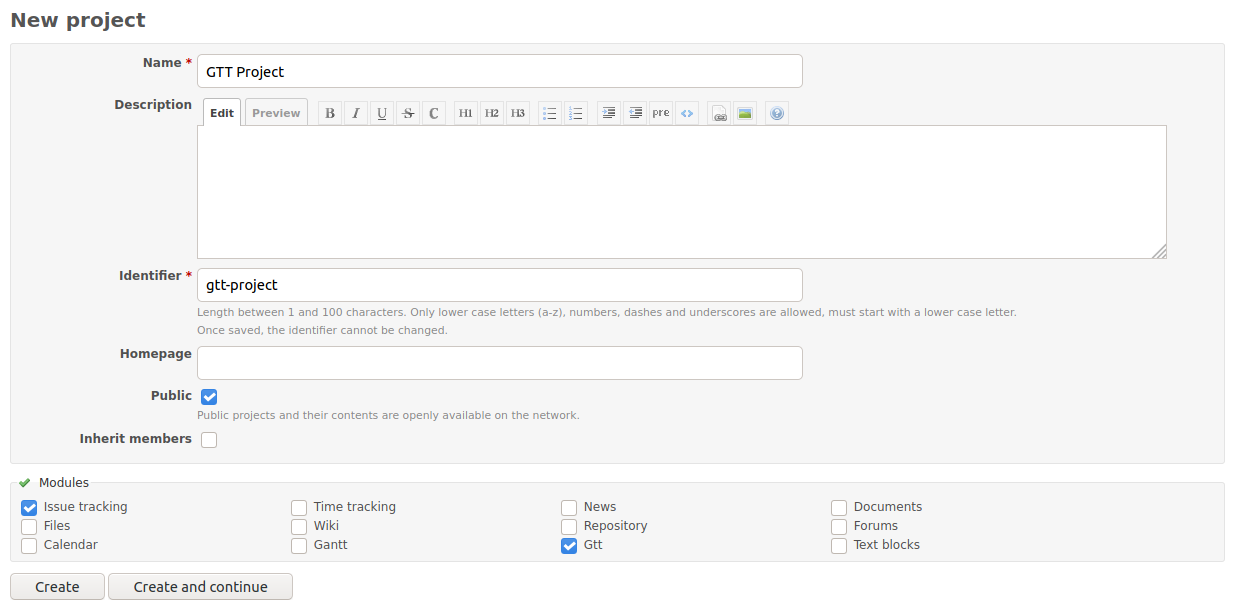 New project
Name *
GTT Project
Description
Edit Preview B I U S C H1 H2 H3 pre <>
Identifier *
gtt-project
Length between 1 and 100 characters. Only lower case letters (a-z), numbers, dashes and underscores are allowed, must start with a lower case letter.
Once saved, the identifier cannot be changed.
Homepage
Public
Public projects and their contents are openly available on the network.
Inherit members
Modules
Issue tracking Time tracking News Documents
Files Wiki Repository Forums
Calendar Gantt Gtt Text blocks
Create Create and continue